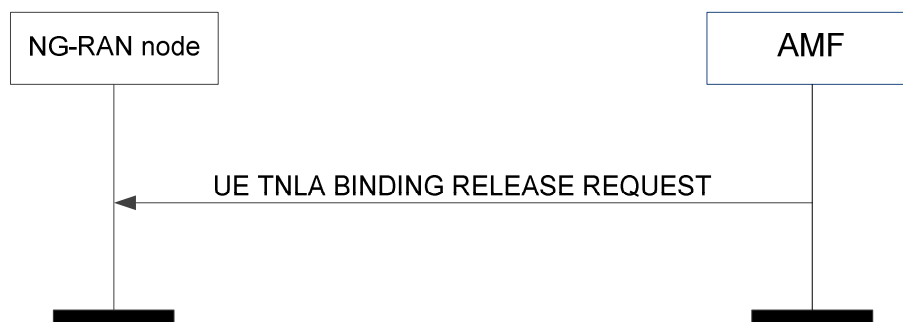 NG-RAN node
AMF
UE TNLA BINDING RELEASE REQUEST